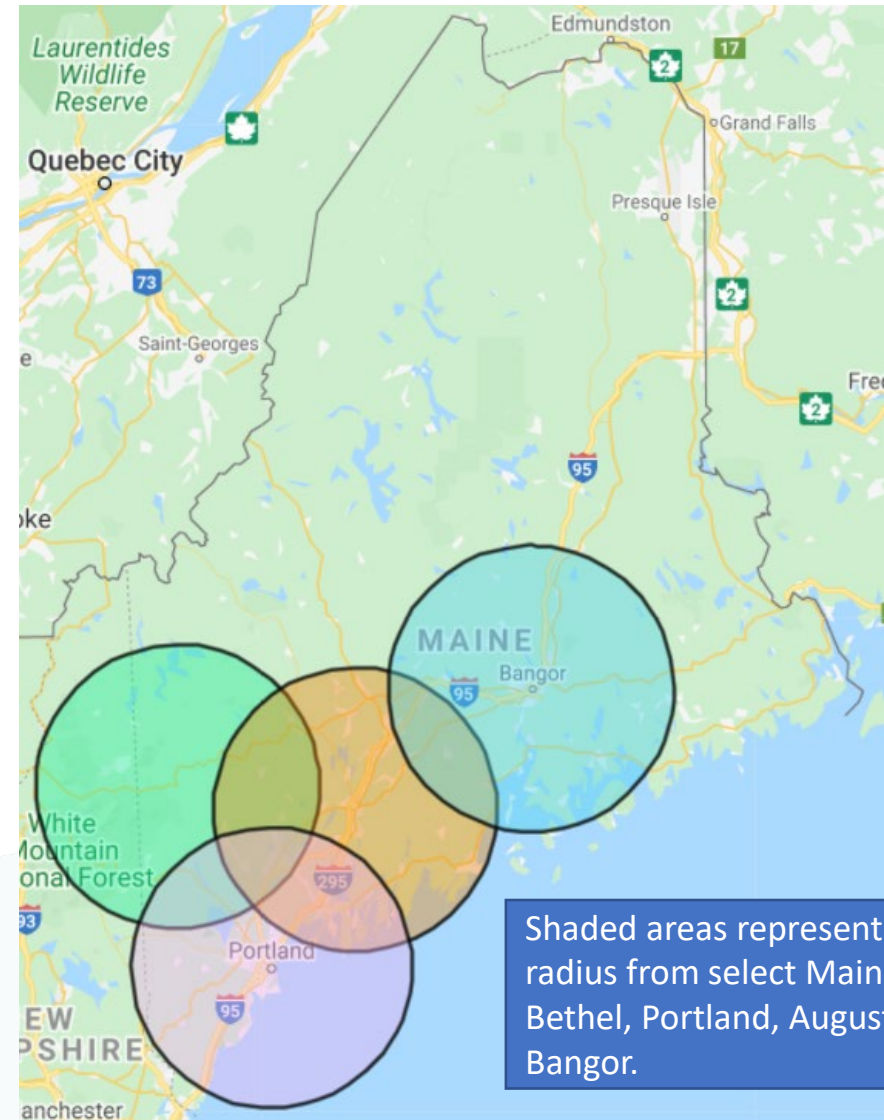 Edmundston
Laurentides
Wildlife
Reserve
2
17
Grand Falls
Quebec City
Presque Isle
73
2
Saint-Georges
e
Fred
2
95
oke
MAINE
Bangor
95
White
Mountain
onal Forest
295
93
Portland
95
EW
PSHIRE
anchester
Shaded areas represent
radius from select Main
Bethel, Portland, August
Bangor.